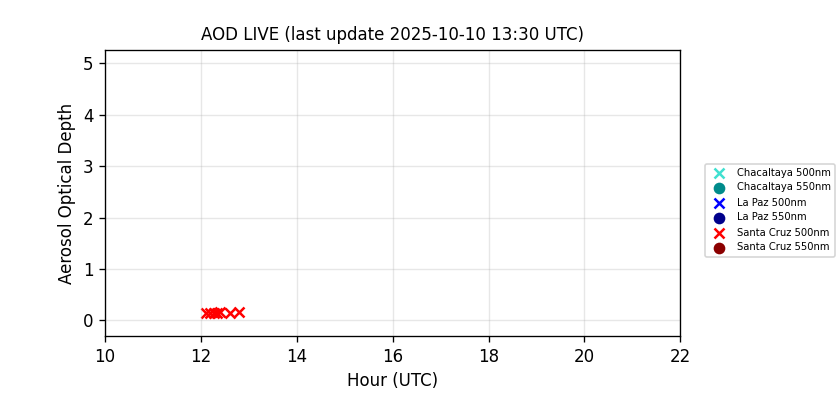 AOD LIVE (last update 2025-10-10 13:30 UTC)
5
4
3
2
1
0
Aerosol Optical Depth
10 12 14 16 18 20 22
Hour (UTC)
Chacaltaya 500nm
Chacaltaya 550nm
La Paz 500nm
La Paz 550nm
Santa Cruz 500nm
Santa Cruz 550nm